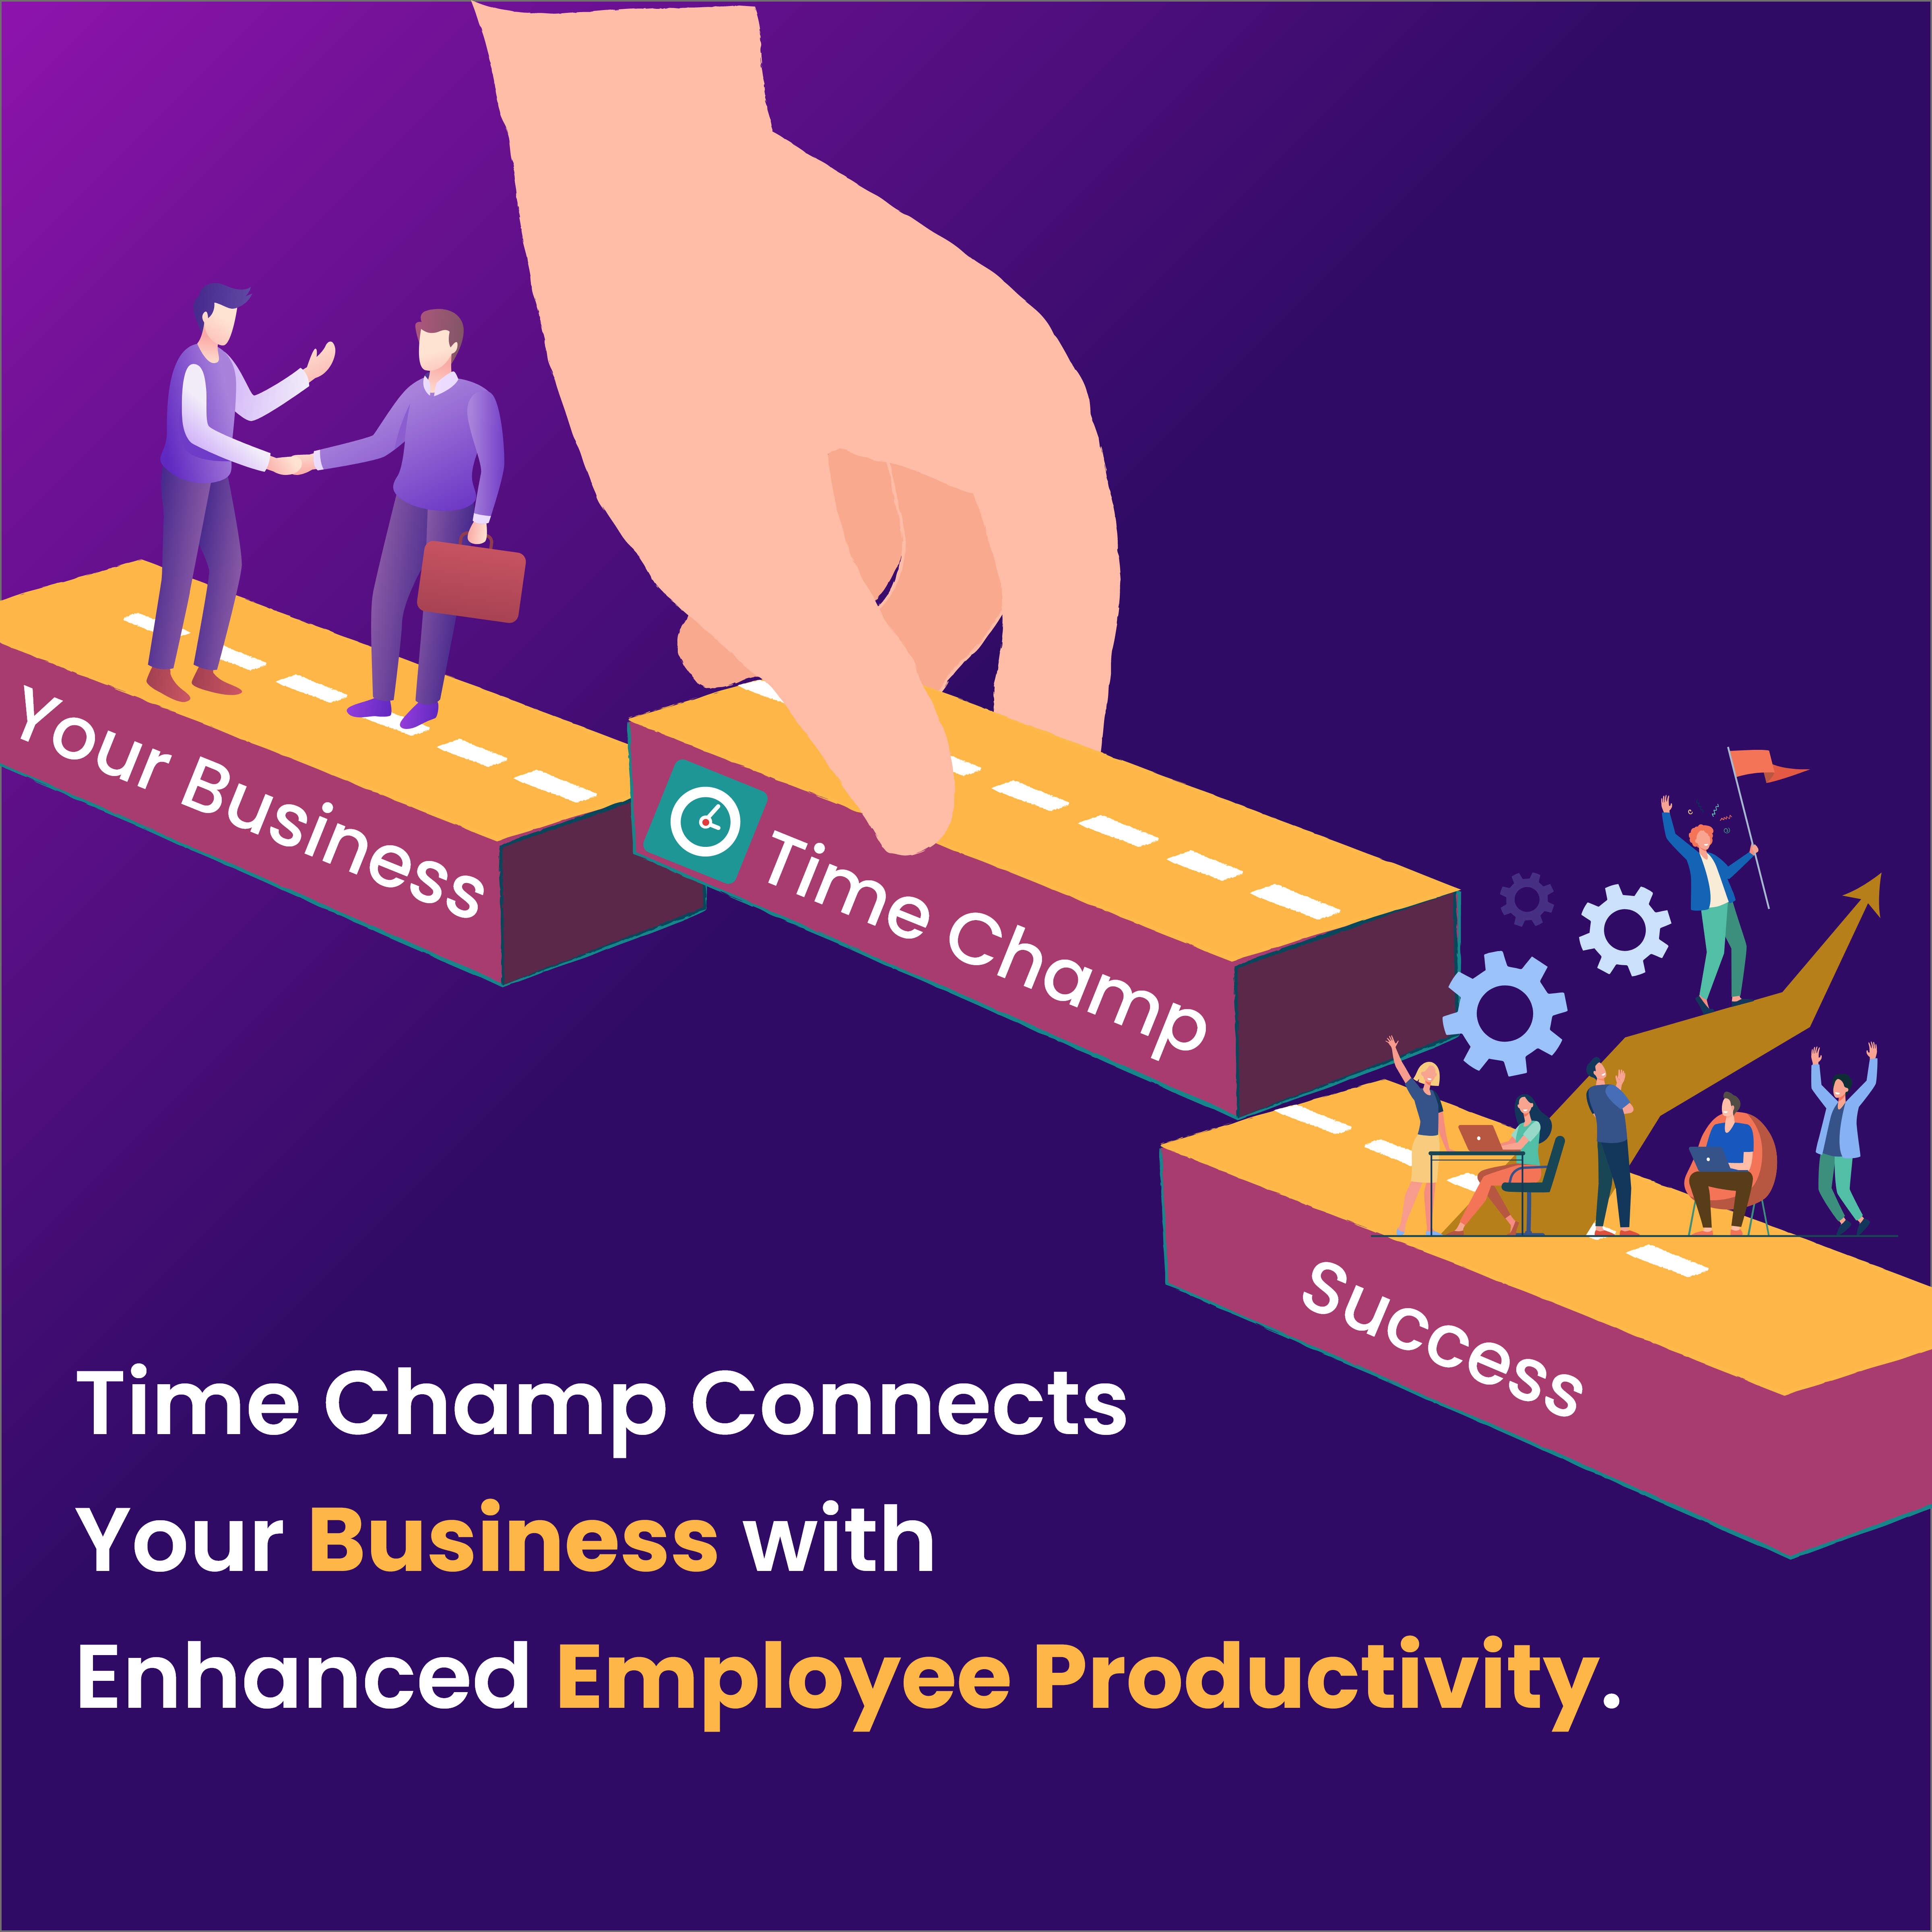 Your Business
Time Champ
Success
Time Champ Connects
Your Business with
Enhanced Employee Productivity.